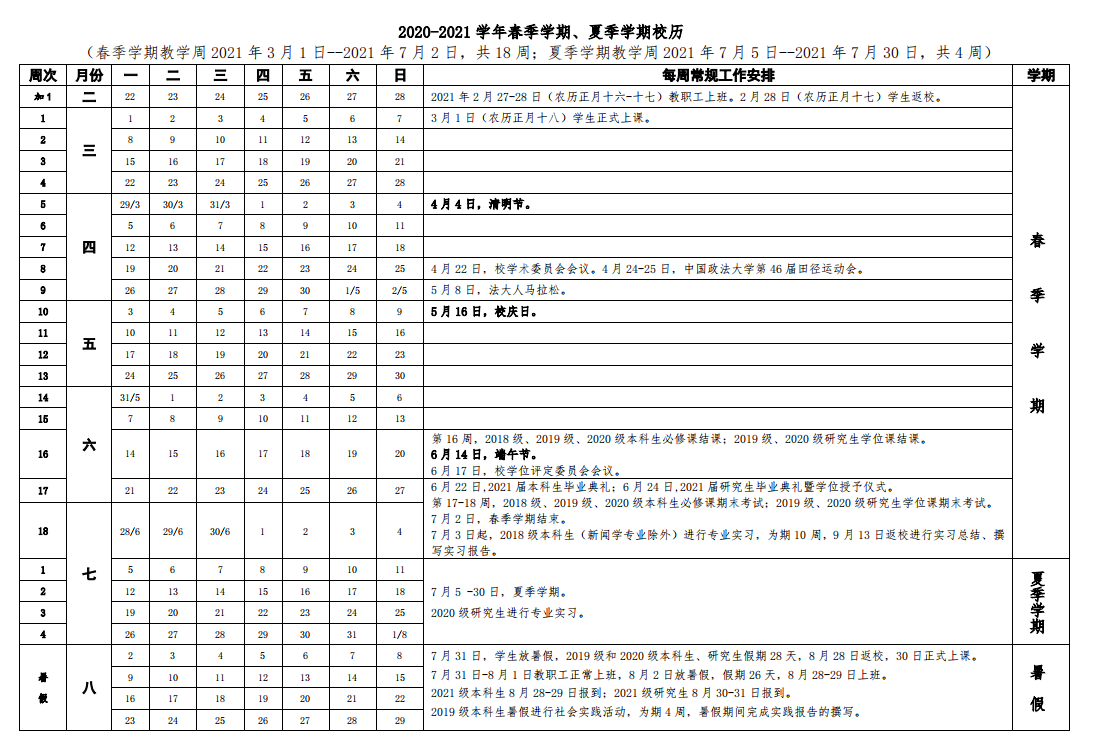 2020-2021 学年春季学期、夏季学期校历
（春季学期教学周 2021 年 3 月 1 日--2021 年 7 月 2 日，共 18 周；夏季学期教学周 2021 年 7 月 5 日--2021 年 7 月 30 日，共 4 周）
周次 月份 一 二 三 四 五 六 日 每周常规工作安排 学期
加1 二 22 23 24 25 26 27 28 2021 年 2 月 27-28 日（农历正月十六-十七）教职工上班。2 月 28 日（农历正月十七）学生返校。
春季学期
1 1 2 3 4 5 6 7 3 月 1 日（农历正月十八）学生正式上课。
三
2 8 9 10 11 12 13 14
3 15 16 17 18 19 20 21
4 22 23 24 25 26 27 28
5 29/3 30/3 31/3 1 2 3 4 4 月 4 日，清明节。
6 5 6 7 8 9 10 11
四
7 12 13 14 15 16 17 18
8 19 20 21 22 23 24 25 4 月 22 日，校学术委员会会议。4 月 24-25 日，中国政法大学第 46 届田径运动会。
9 26 27 28 29 30 1/5 2/5 5 月 8 日，法大人马拉松。
10 3 4 5 6 7 8 9 5 月 16 日，校庆日。
五
11 10 11 12 13 14 15 16
12 17 18 19 20 21 22 23
13 24 25 26 27 28 29 30
14 31/5 1 2 3 4 5 6
15 7 8 9 10 11 12 13
六
16 14 15 16 17 18 19 20
第 16 周，2018 级、2019 级、2020 级本科生必修课结课；2019 级、2020 级研究生学位课结课。
6 月 14 日，端午节。
6 月 17 日，校学位评定委员会会议。
17 21 22 23 24 25 26 27
6 月 22 日,2021 届本科生毕业典礼；6 月 24 日,2021 届研究生毕业典礼暨学位授予仪式。
第 17-18 周，2018 级、2019 级、2020 级本科生必修课期末考试；2019 级、2020 级研究生学位课期末考试。
18 28/6 29/6 30/6 1 2 3 4
7 月 2 日，春季学期结束。
7 月 3 日起，2018 级本科生（新闻学专业除外）进行专业实习，为期 10 周，9 月 13 日返校进行实习总结、撰
写实习报告。
七
1 5 6 7 8 9 10 11
夏季学期
2 12 13 14 15 16 17 18 7 月 5 -30 日，夏季学期。
3 19 20 21 22 23 24 25 2020 级研究生进行专业实习。
4 26 27 28 29 30 31 1/8
暑假 八 2 3 4 5 6 7 8 7 月 31 日，学生放暑假，2019 级和 2020 级本科生、研究生假期 28 天，8 月 28 日返校，30 日正式上课。
暑假
9 10 11 12 13 14 15 7 月 31 日-8 月 1 日教职工正常上班，8 月 2 日放暑假，假期 26 天，8 月 28-29 日上班。
16 17 18 19 20 21 22 2021 级本科生 8 月 28-29 日报到；2021 级研究生 8 月 30-31 日报到。
23 24 25 26 27 28 29 2019 级本科生暑假进行社会实践活动，为期 4 周，暑假期间完成实践报告的撰写。